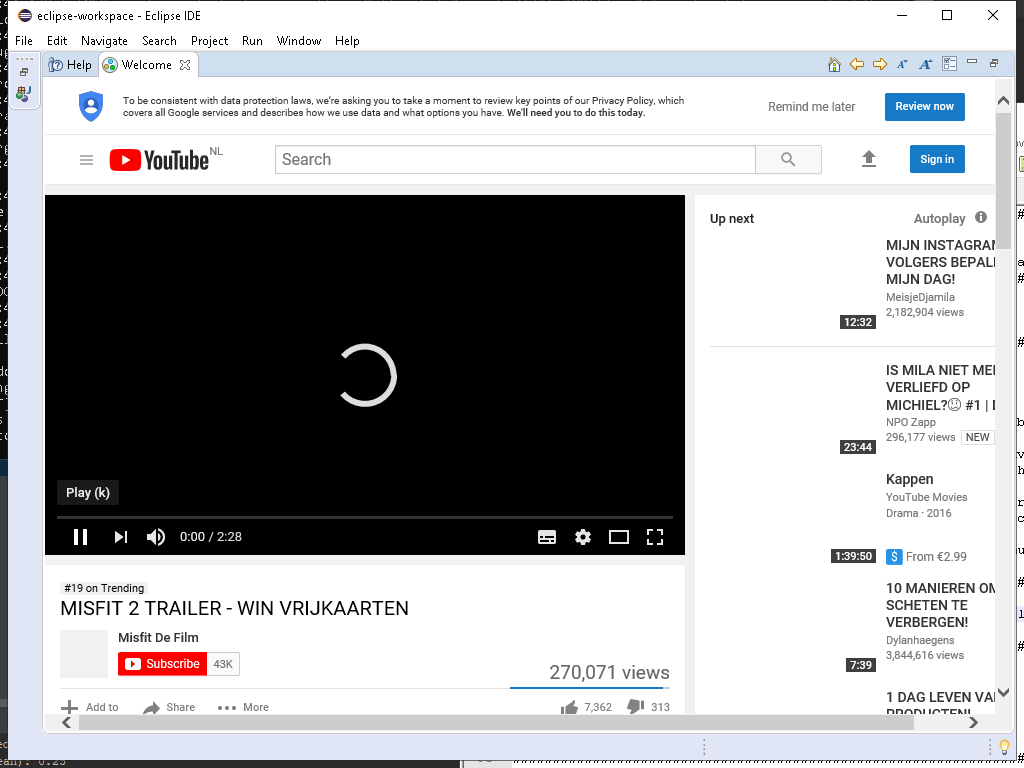 eclipse-workspace - Eclipse IDE
File Edit Navigate Search Project Run Window Help
Help Welcome
To be consistent with data protection laws, we're asking you to take a moment to review key points of our Privacy Policy, which
covers all Google services and describes how we use data and what options you have. We'll need you to do this today.
Remind me later
Review now
YouTube NL
Search
Sign in
Play (k)
0:00 / 2:28
#19 on Trending
MISFIT 2 TRAILER - WIN VRIJKAARTEN
Misfit De Film
Subscribe 43K
270,071 views
Add to Share More 7,362 313
Up next Autoplay
MIJN INSTAGRAM
VOLGERS BEPAL
MIJN DAG!
MeisjeDjamila
2,182,904 views
12:32
IS MILA NIET ME
VERLIEFD OP
MICHIEL?☹ #1 |
NPO Zapp
296,177 views NEW
23:44
Kappen
YouTube Movies
Drama · 2016
1:39:50
$ From €2.99
10 MANIEREN OM
SCHETEN TE
VERBERGEN!
Dylanhaegens
3,844,616 views
7:39
1 DAG LEVEN VA
PRODUCTEN!